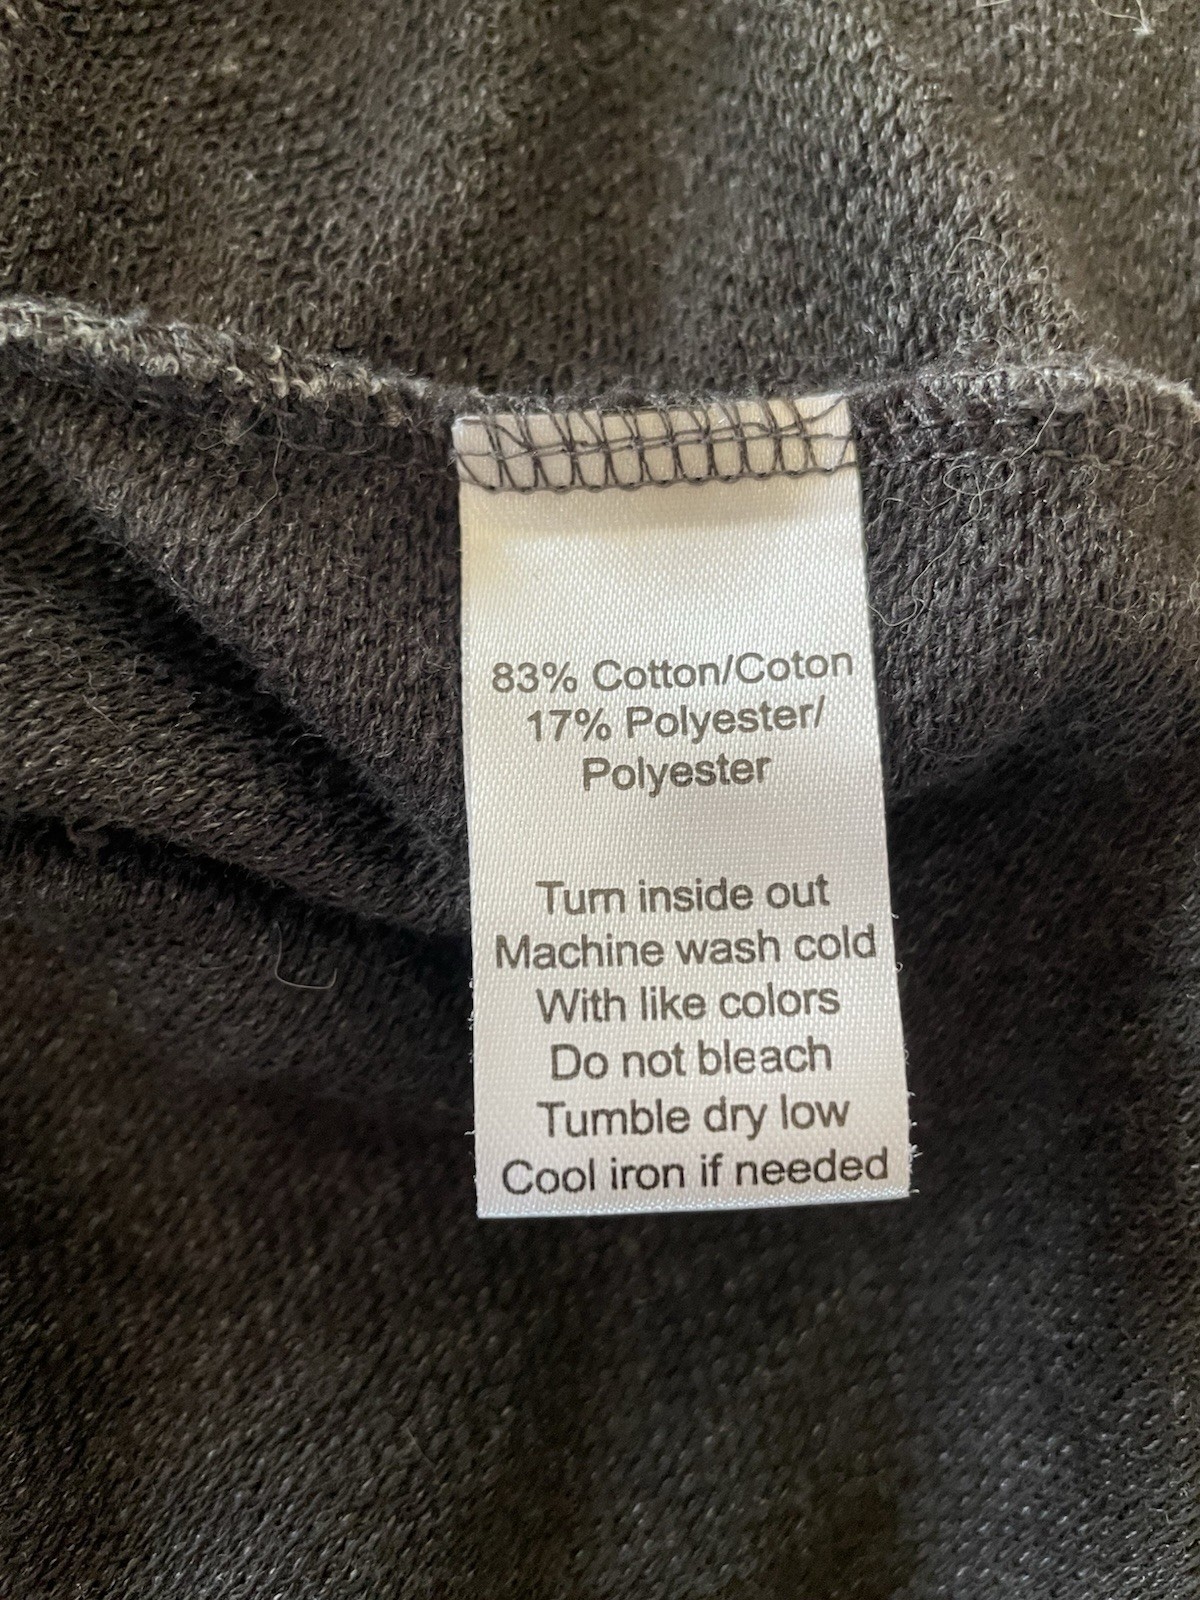 83% Cotton/Coton
17% Polyester/
Polyester
Turn inside out
Machine wash cold
With like colors
Do not bleach
Tumble dry low
Cool iron if needed